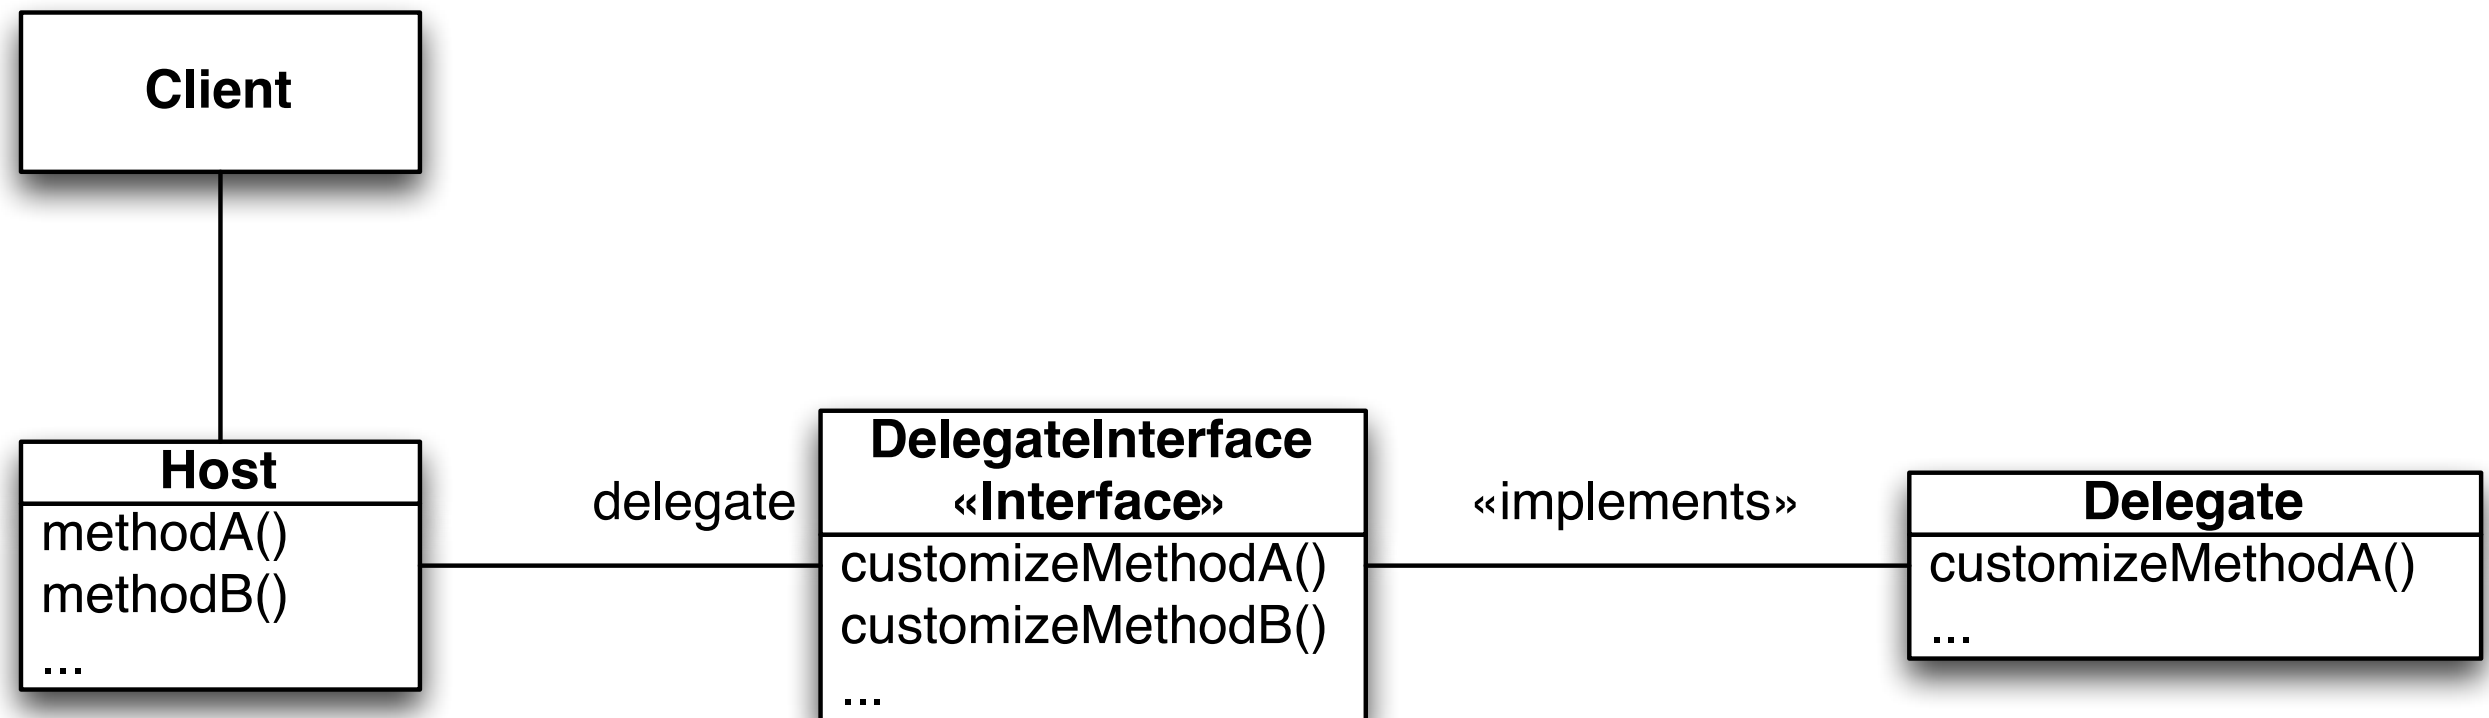 Client
Host
methodA()
methodB()
...
delegate
DelegateInterface
«Interface»
customizeMethodA()
customizeMethodB()
...
«implements»
Delegate
customizeMethodA()
...